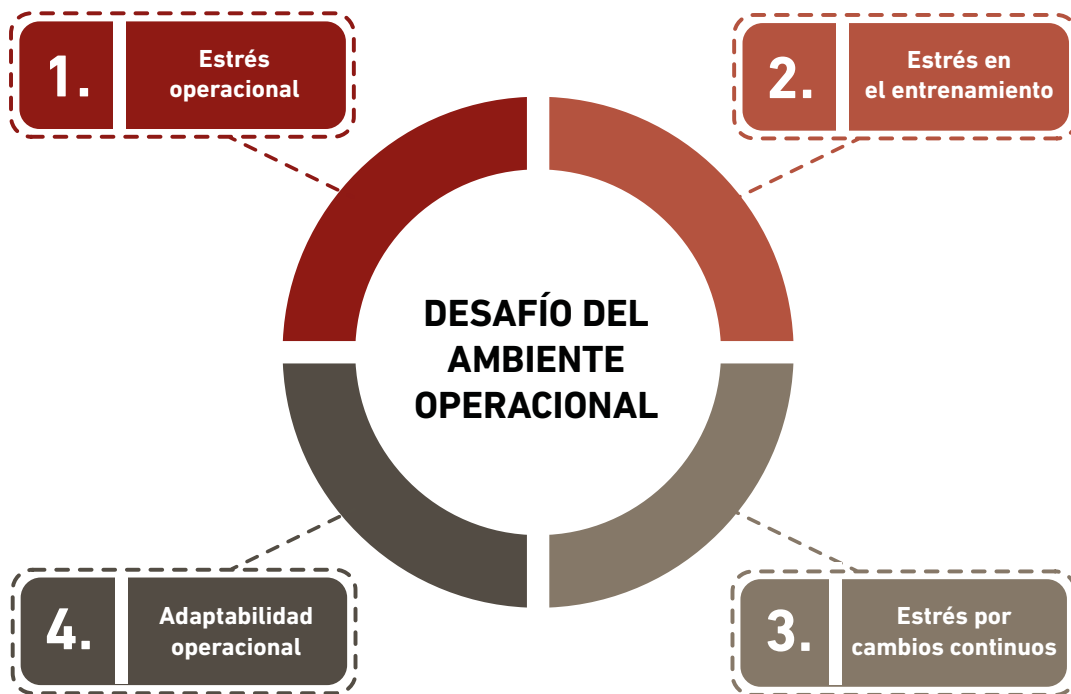 1.
Estrés
operacional
2.
Estrés en
el entrenamiento
DESAFÍO DEL
AMBIENTE
OPERACIONAL
4.
Adaptabilidad
operacional
3.
Estrés por
cambios continuos